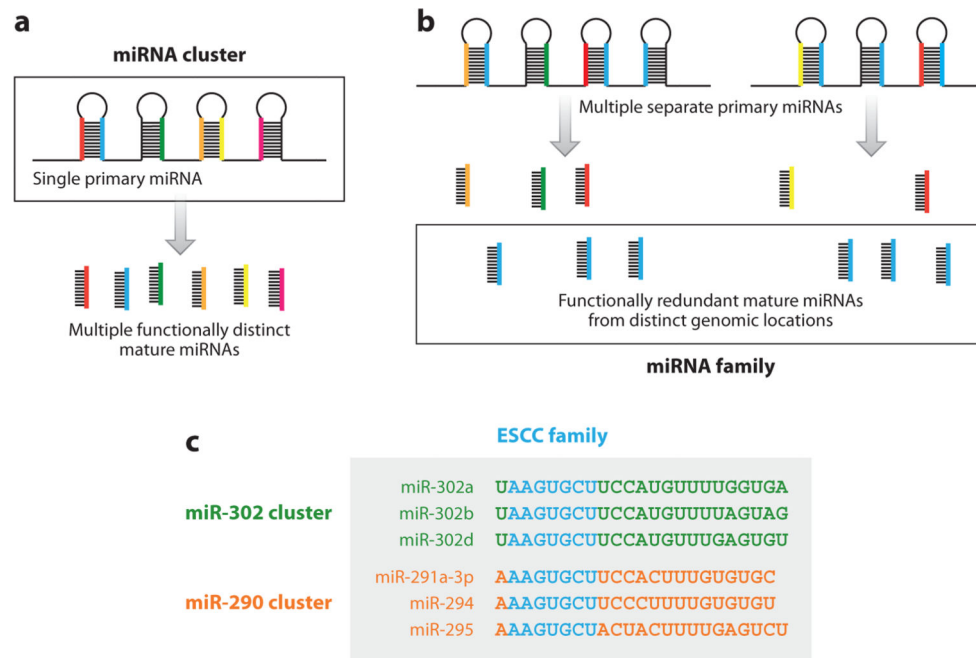 a
miRNA cluster
Single primary miRNA
Multiple functionally distinct
mature miRNAs
b
Multiple separate primary miRNAs
Functionally redundant mature miRNAs
from distinct genomic locations
miRNA family
c
ESCC family
miR-302 cluster
miR-302a UAAGUGCUUCCAUGUUUUGGUGA
miR-302b UAAGUGCUUCCAUGUUUUAGUAG
miR-302d UAAGUGCUUCCAUGUUUGAGUGU
miR-290 cluster
miR-291a-3p AAAGUGCUUCCACUUUGUGUGC
miR-294 AAAGUGCUUCCCUUUUGUGUGU
miR-295 AAAGUGCUACUACUUUUGAGUCU